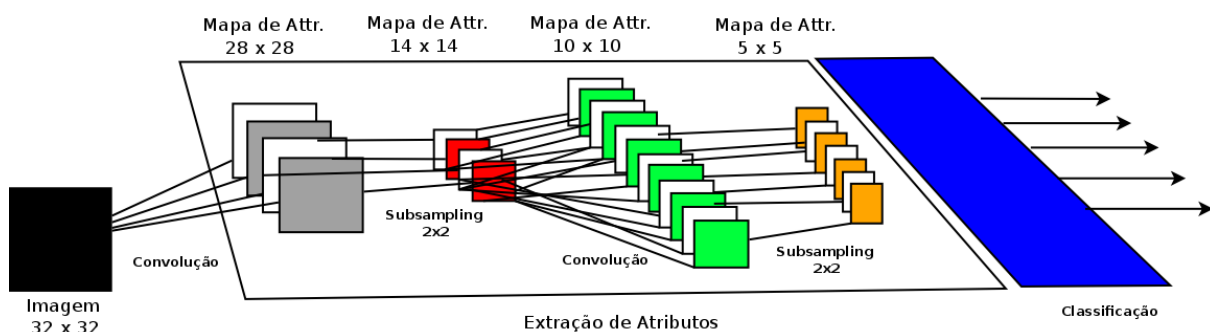 Mapa de Attr.
28 x 28
Mapa de Attr.
14 x 14
Mapa de Attr.
10 x 10
Mapa de Attr.
5 x 5
Subsampling
2x2
Convolução
Convolução
Subsampling
2x2
Imagem
32 x 32
Extração de Atributos
Classificação